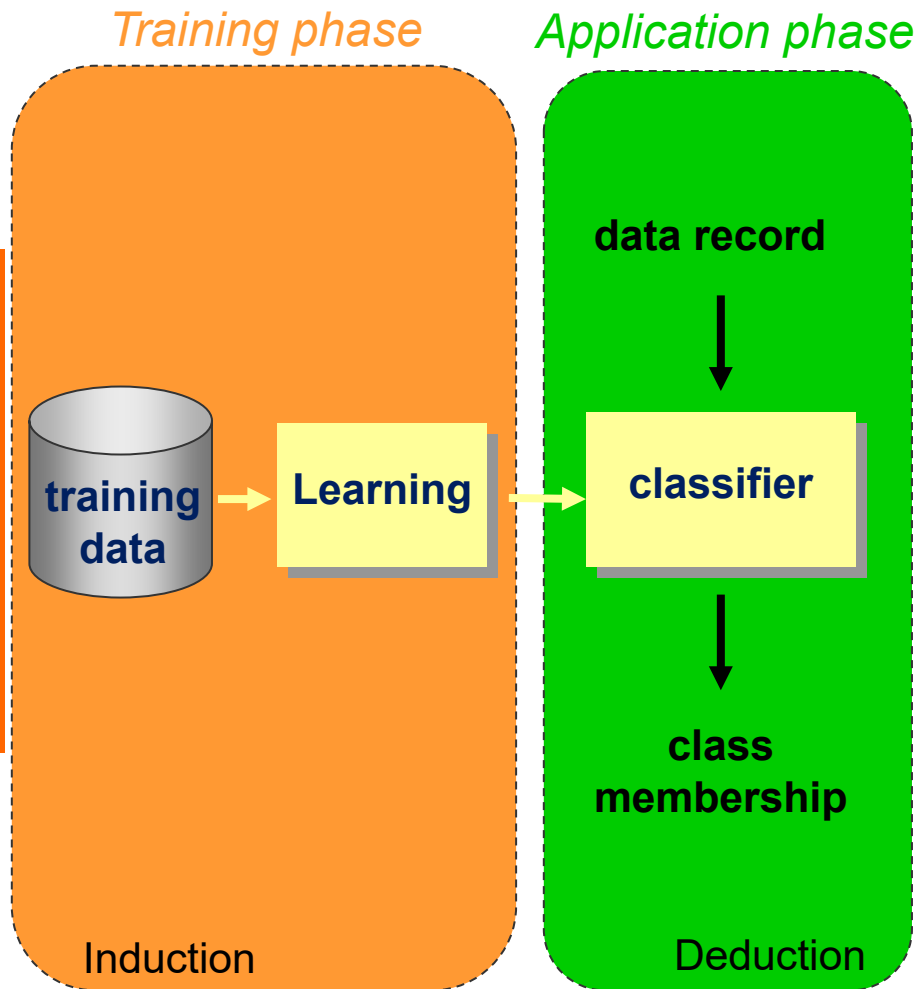 Training phase
Application phase
data record
training
data
Learning
classifier
class
membership
Induction
Deduction